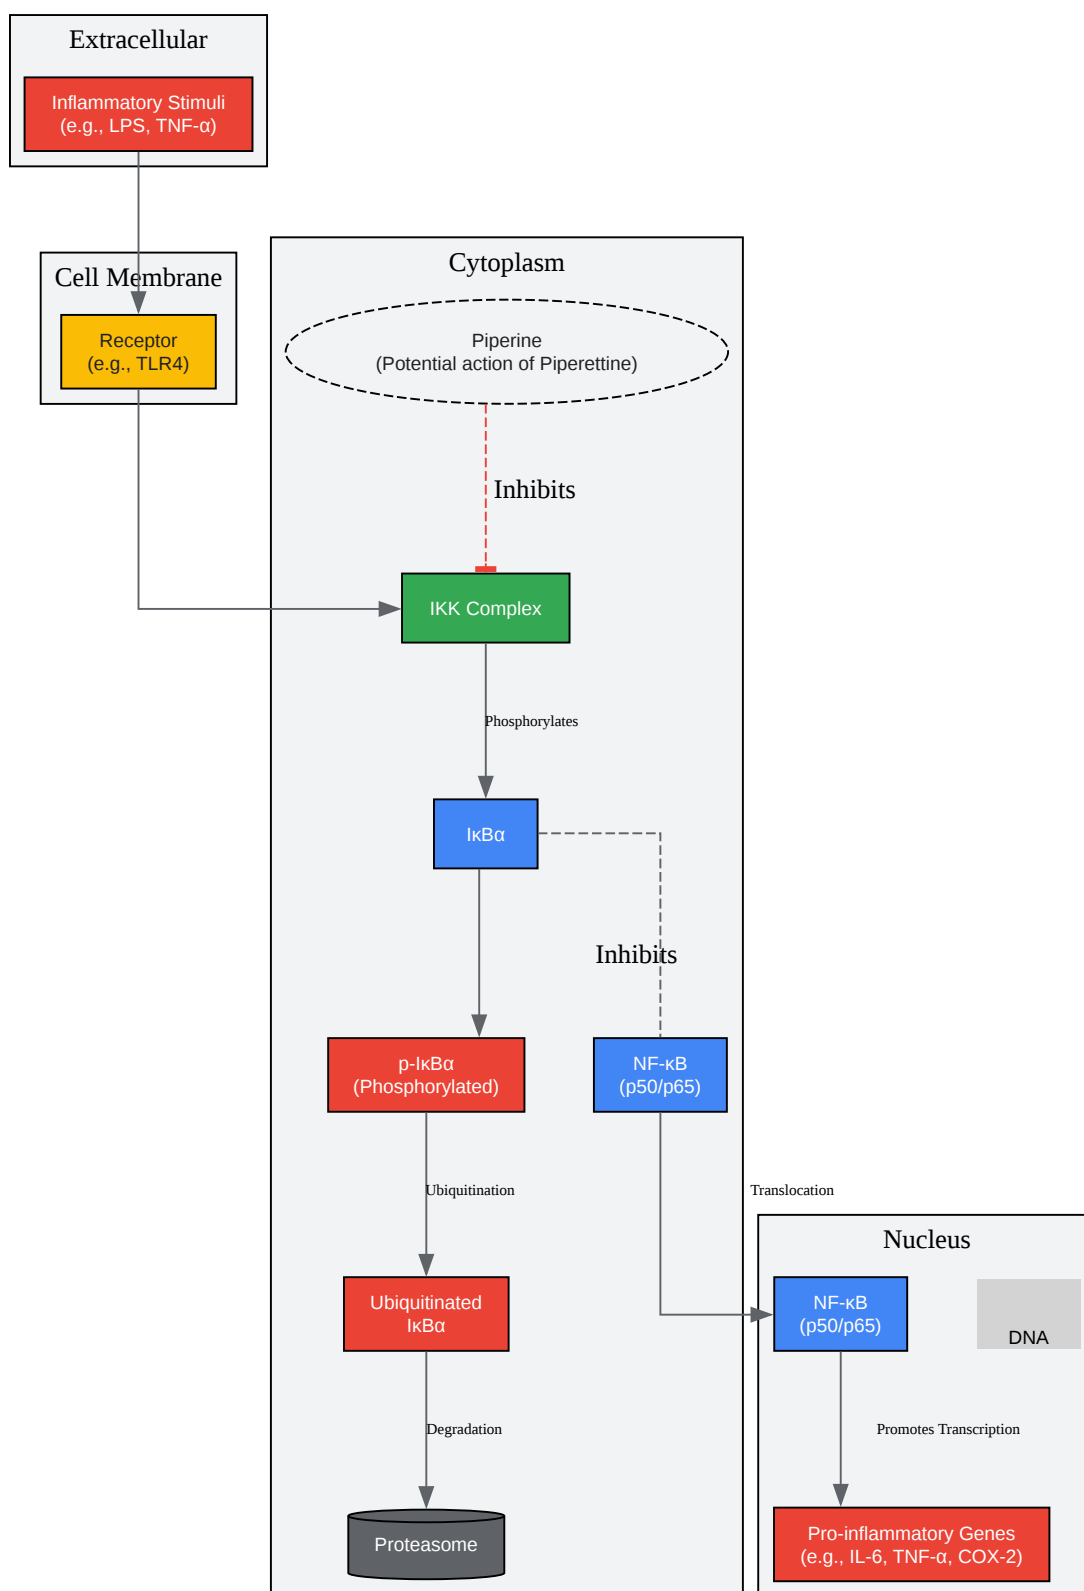 Extracellular
Inflammatory Stimuli
(e.g., LPS, TNF-α)
Cell Membrane
Receptor
(e.g., TLR4)
Cytoplasm
Piperine
(Potential action of Piperettine)
Inhibits
IKK Complex
Phosphorylates
IκBα
Inhibits
p-IκBα
(Phosphorylated)
NF-κB
(p50/p65)
Ubiquitination
Translocation
Ubiquitinated
IκBα
Degradation
Proteasome
Nucleus
NF-κB
(p50/p65)
DNA
Promotes Transcription
Pro-inflammatory Genes
(e.g., IL-6, TNF-α, COX-2)